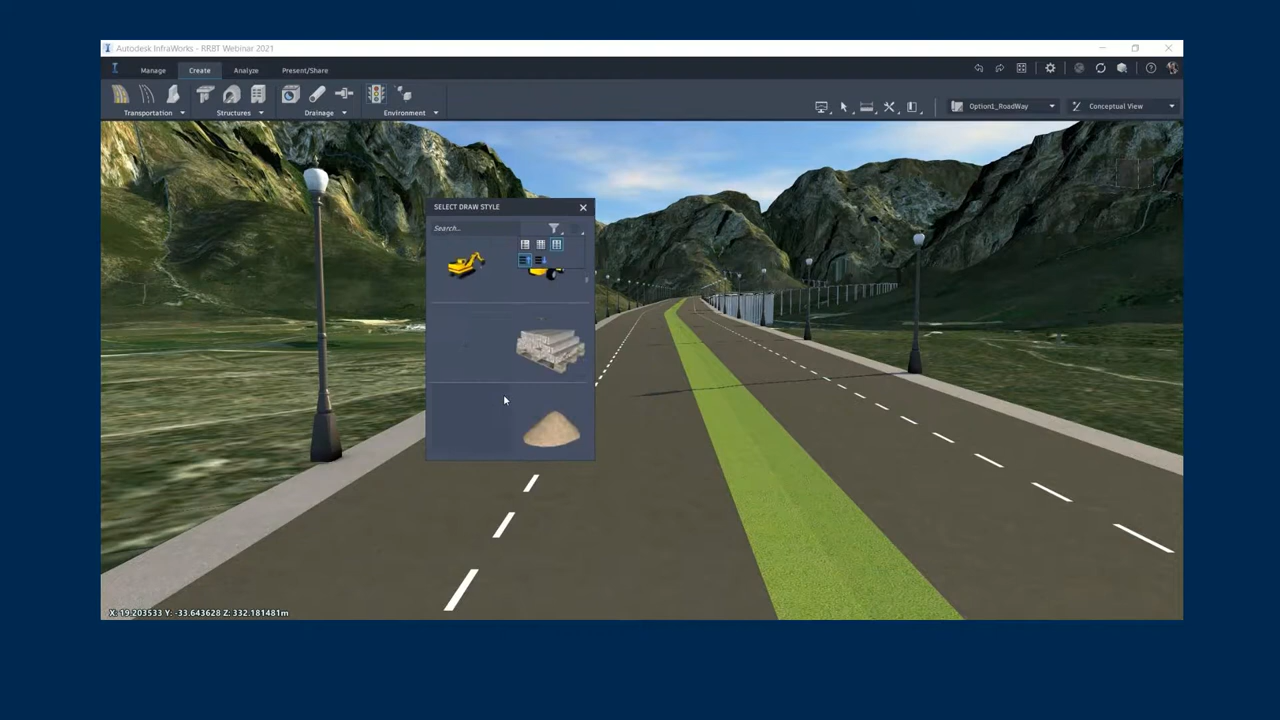 Autodesk InfraWorks - RRBT Webinar 2021
Manage
Create
Analyze
Present/Share
Transportation
Structures
Drainage
Environment
Option1_RoadWay
Conceptual View
SELECT DRAW STYLE
Search...
X: 19.203533 Y: -33.643628 Z: 332.181481m